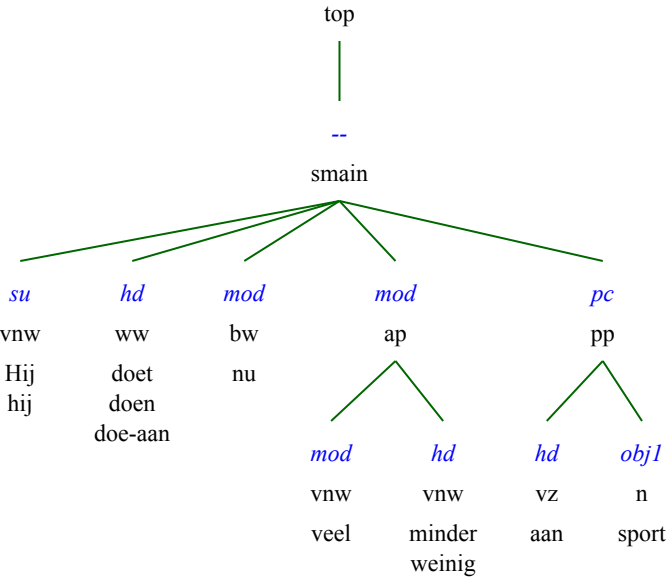 top
--
smain
su hd mod mod pc
vnw ww bw ap pp
Hij doet nu
hij doen
doe-aan
mod hd hd obj1
vnw vnw vz n
veel minder aan sport
weinig